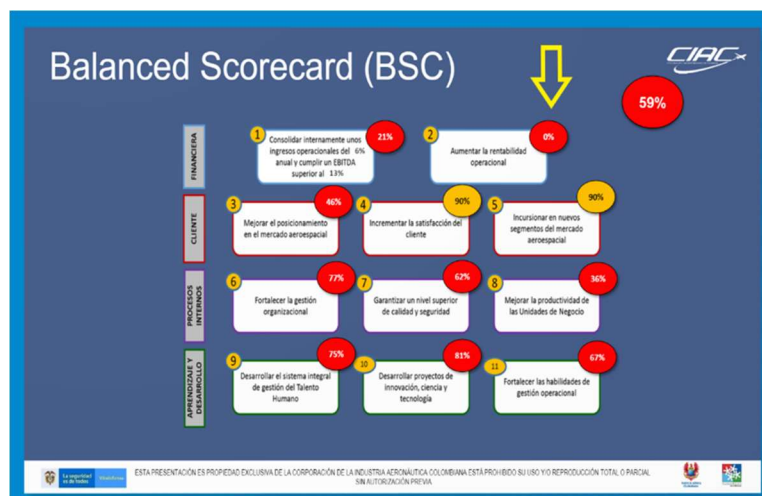 Balanced Scorecard (BSC)
CIAC
59%
FINANCIERA
1
21%
Consolidar internamente unos
ingresos operacionales del 6%
anual y cumplir un EBITDA
superior al 13%
2
0%
Aumentar la rentabilidad
operacional
CLIENTE
3
46%
Mejorar el posicionamiento
en el mercado aeroespacial
4
90%
Incrementar la satisfacción del
cliente
5
90%
Incursionar en nuevos
segmentos del mercado
aeroespacial
PROCESOS
INTERNOS
6
77%
Fortalecer la gestión
organizacional
7
62%
Garantizar un nivel superior
de calidad y seguridad
8
36%
Mejorar la productividad de
las Unidades de Negocio
APRENDIZAJE Y
DESARROLLO
9
75%
Desarrollar el sistema integral
de gestión del Talento
Humano
10
81%
Desarrollar proyectos de
innovación, ciencia y
tecnología
11
67%
Fortalecer las habilidades de
gestión operacional
La seguridad
es de todos
ESTA PRESENTACIÓN ES PROPIEDAD EXCLUSIVA DE LA CORPORACIÓN DE LA INDUSTRIA AERONÁUTICA COLOMBIANA ESTÁ PROHIBIDO SU USO Y/O REPRODUCCIÓN TOTAL O PARCIAL
SIN AUTORIZACIÓN PREVIA.